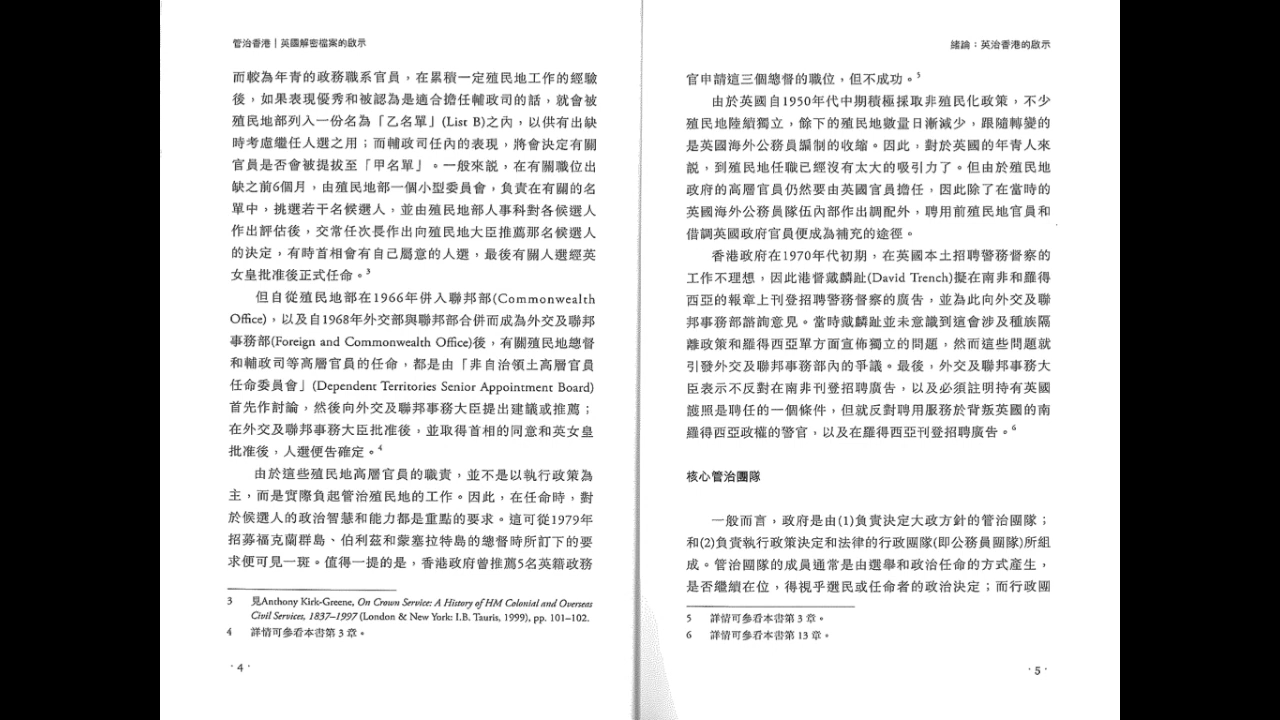 管治香港｜英國解密檔案的啟示
而較為年青的政務職系官員，在累積一定殖民地工作的經驗
後，如果表現優秀和被認為是適合擔任輔政司的話，就會被
殖民地部列入一份名為「乙名單」(List B)之內，以供有出缺
時考慮繼任人選之用；而輔政司任內的表現，將會決定有關
官員是否會被提拔至「甲名單」。一般來說，在有關職位出
缺之前6個月，由殖民地部一個小型委員會，負責在有關的名
單中，挑選若干名候選人，並由殖民地部人事科對各候選人
作出評估後，交常任次長作出向殖民地大臣推薦那名候選人
的決定，有時首相會有自己屬意的人選，最後有關人選經英
女皇批准後正式任命。3
但自從殖民地部在1966年併入聯邦部(Commonwealth
Office)，以及自1968年外交部與聯邦部合併而成為外交及聯邦
事務部(Foreign and Commonwealth Office)後，有關殖民地總督
和輔政司等高層官員的任命，都是由「非自治領土高層官員
任命委員會」(Dependent Territories Senior Appointment Board)
首先作討論，然後向外交及聯邦事務大臣提出建議或推薦；
在外交及聯邦事務大臣批准後，並取得首相的同意和英女皇
批准後，人選便告確定。4
由於這些殖民地高層官員的職責，並不是以執行政策為
主，而是實際負起管治殖民地的工作。因此，在任命時，對
於候選人的政治智慧和能力都是重點的要求。這可從1979年
招募福克蘭群島、伯利茲和蒙塞拉特島的總督時所訂下的要
求便可見一斑。值得一提的是，香港政府曾推薦5名英籍政務
3 見Anthony Kirk-Greene, On Crown Service: A History of HM Colonial and Overseas
Civil Services, 1837–1997 (London & New York: I.B. Tauris, 1999), pp. 101–102.
4 詳情可參看本書第 3 章。
· 4 ·
緒論：英治香港的啟示
官申請這三個總督的職位，但不成功。5
由於英國自1950年代中期積極採取非殖民化政策，不少
殖民地陸續獨立，餘下的殖民地數量日漸減少，跟隨轉變的
是英國海外公務員編制的收縮。因此，對於英國的年青人來
說，到殖民地任職已經沒有太大的吸引力了。但由於殖民地
政府的高層官員仍然要由英國官員擔任，因此除了在當時的
英國海外公務員隊伍內部作出調配外，聘用前殖民地官員和
借調英國政府官員便成為補充的途徑。
香港政府在1970年代初期，在英國本土招聘警務督察的
工作不理想，因此港督戴麟趾(David Trench)擬在南非和羅得
西亞的報章上刊登招聘警務督察的廣告，並為此向外交及聯
邦事務部諮詢意見。當時戴麟趾並未意識到這會涉及種族隔
離政策和羅得西亞單方面宣佈獨立的問題，然而這些問題就
引發外交及聯邦事務部內的爭議。最後，外交及聯邦事務大
臣表示不反對在南非刊登招聘廣告，以及必須註明持有英國
護照是聘任的一個條件，但就反對聘用服務於背叛英國的南
羅得西亞政權的警官，以及在羅得西亞刊登招聘廣告。6
核心管治團隊
一般而言，政府是由(1)負責決定大政方針的管治團隊；
和(2)負責執行政策決定和法律的行政團隊(即公務員團隊)所組
成。管治團隊的成員通常是由選舉和政治任命的方式產生，
是否繼續在位，得視乎選民或任命者的政治決定；而行政團
5 詳情可參看本書第 3 章。
6 詳情可參看本書第 13 章。
· 5 ·